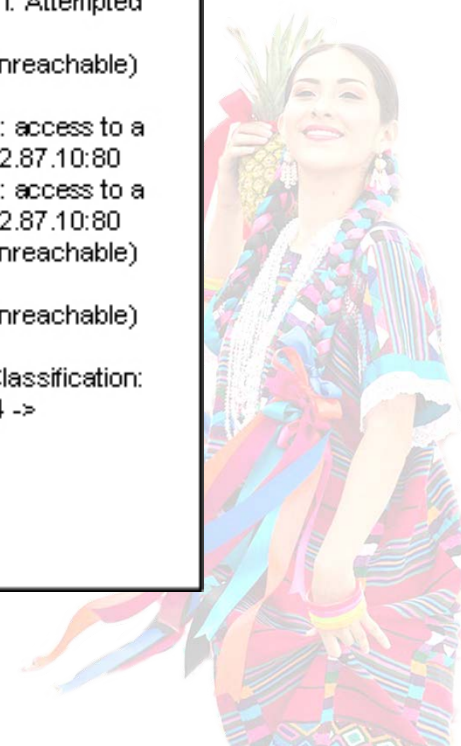 n: Attempted
nreachable)
: access to a
2.87.10:80
: access to a
2.87.10:80
nreachable)
nreachable)
Classification:
4 ->